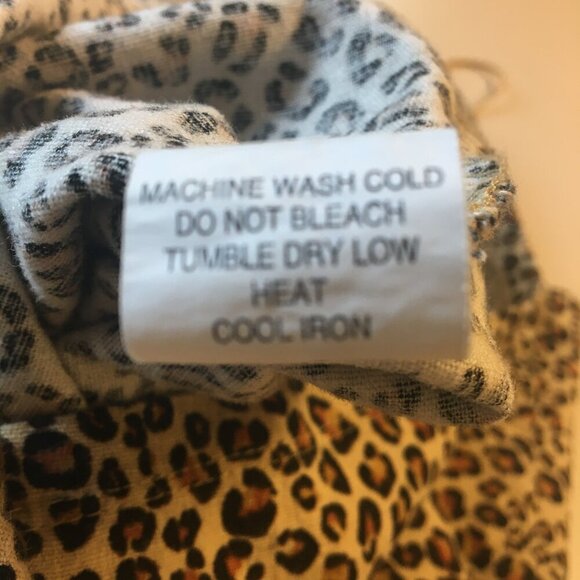 MACHINE WASH COLD
DO NOT BLEACH
TUMBLE DRY LOW
HEAT
COOL IRON